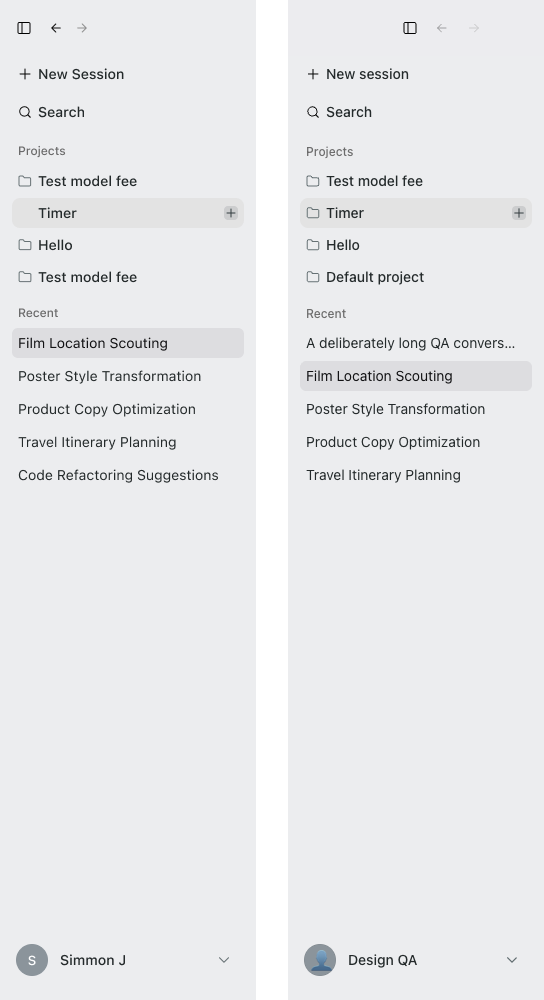 New Session
Search
Projects
Test model fee
Timer
Hello
Test model fee
Recent
Film Location Scouting
Poster Style Transformation
Product Copy Optimization
Travel Itinerary Planning
Code Refactoring Suggestions
S
Simmon J
New session
Search
Projects
Test model fee
Timer
Hello
Default project
Recent
A deliberately long QA convers...
Film Location Scouting
Poster Style Transformation
Product Copy Optimization
Travel Itinerary Planning
Design QA